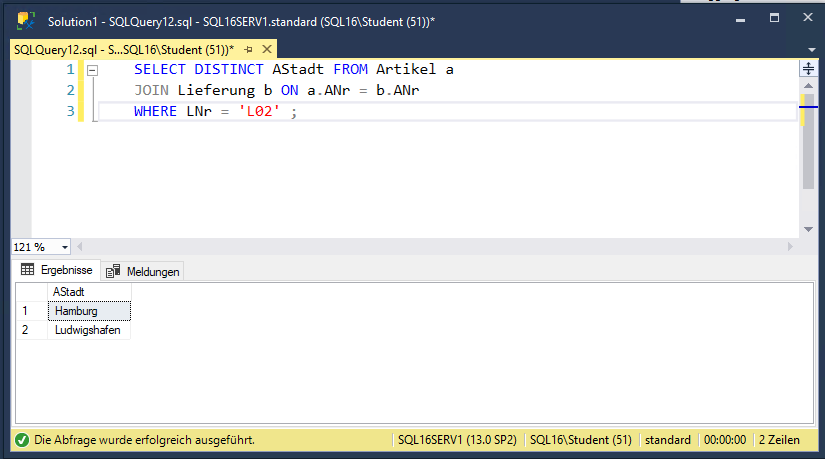 Solution1 - SQLQuery12.sql - SQL16SERV1.standard (SQL16\Student (51))*
SQLQuery12.sql - S...SQL16\Student (51))*
1 SELECT DISTINCT AStadt FROM Artikel a
2 JOIN Lieferung b ON a.ANr = b.ANr
3 WHERE LNr = 'L02' ;
121 %
Ergebnisse Meldungen
AStadt
1 Hamburg
2 Ludwigshafen
Die Abfrage wurde erfolgreich ausgeführt. SQL16SERV1 (13.0 SP2) SQL16\Student (51) standard 00:00:00 2 Zeilen